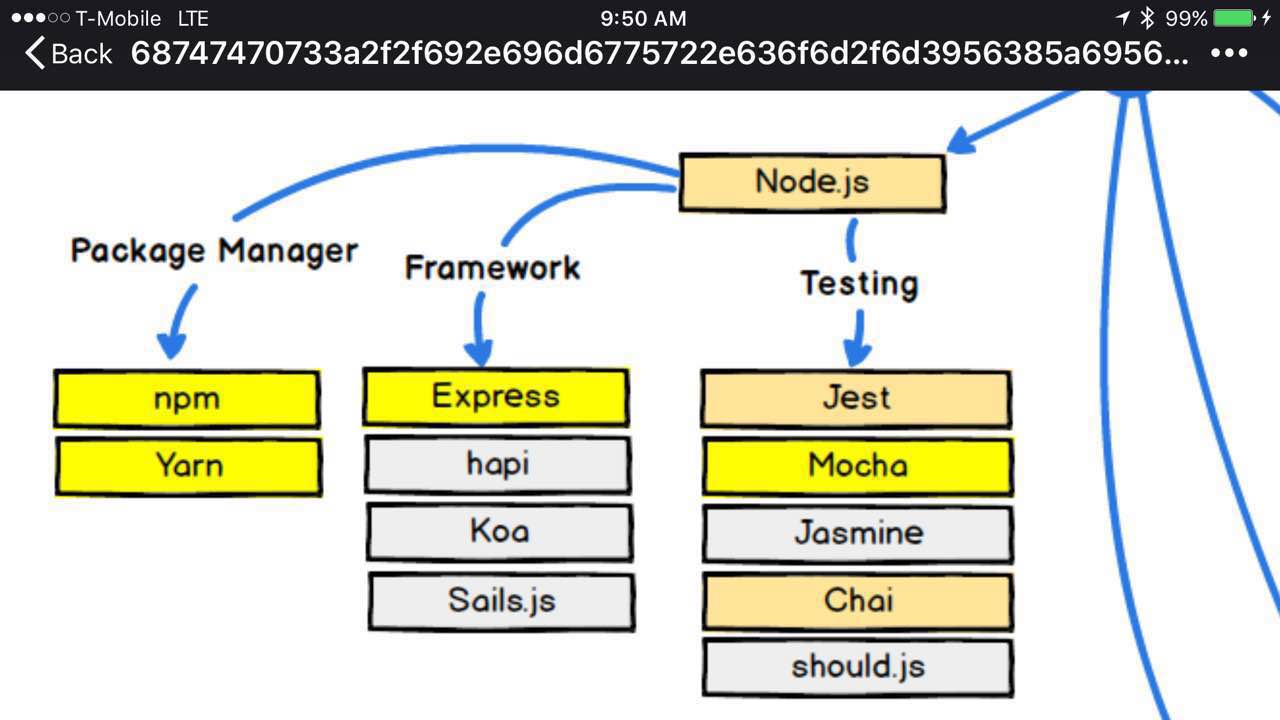 T-Mobile LTE 9:50 AM 99%
Back 68747470733a2f2f692e696d6775722e636f6d2f6d3956385a6956...
Node.js
Package Manager
Framework
Testing
npm
Yarn
Express
hapi
Koa
Sails.js
Jest
Mocha
Jasmine
Chai
should.js